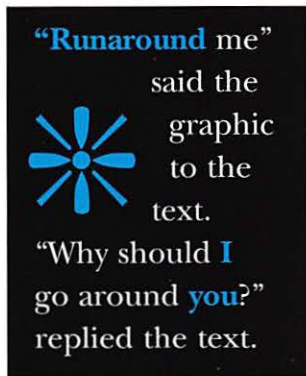 “Runaround me”
said the
graphic
to the
text.
“Why should I
go around you?”
replied the text.